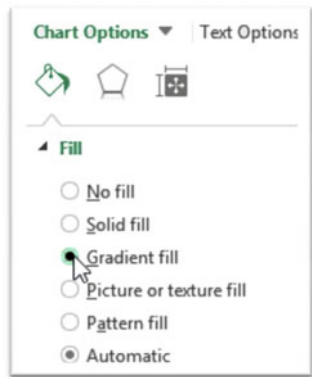 Chart Options Text Options
Fill
No fill
Solid fill
Gradient fill
Picture or texture fill
Pattern fill
Automatic